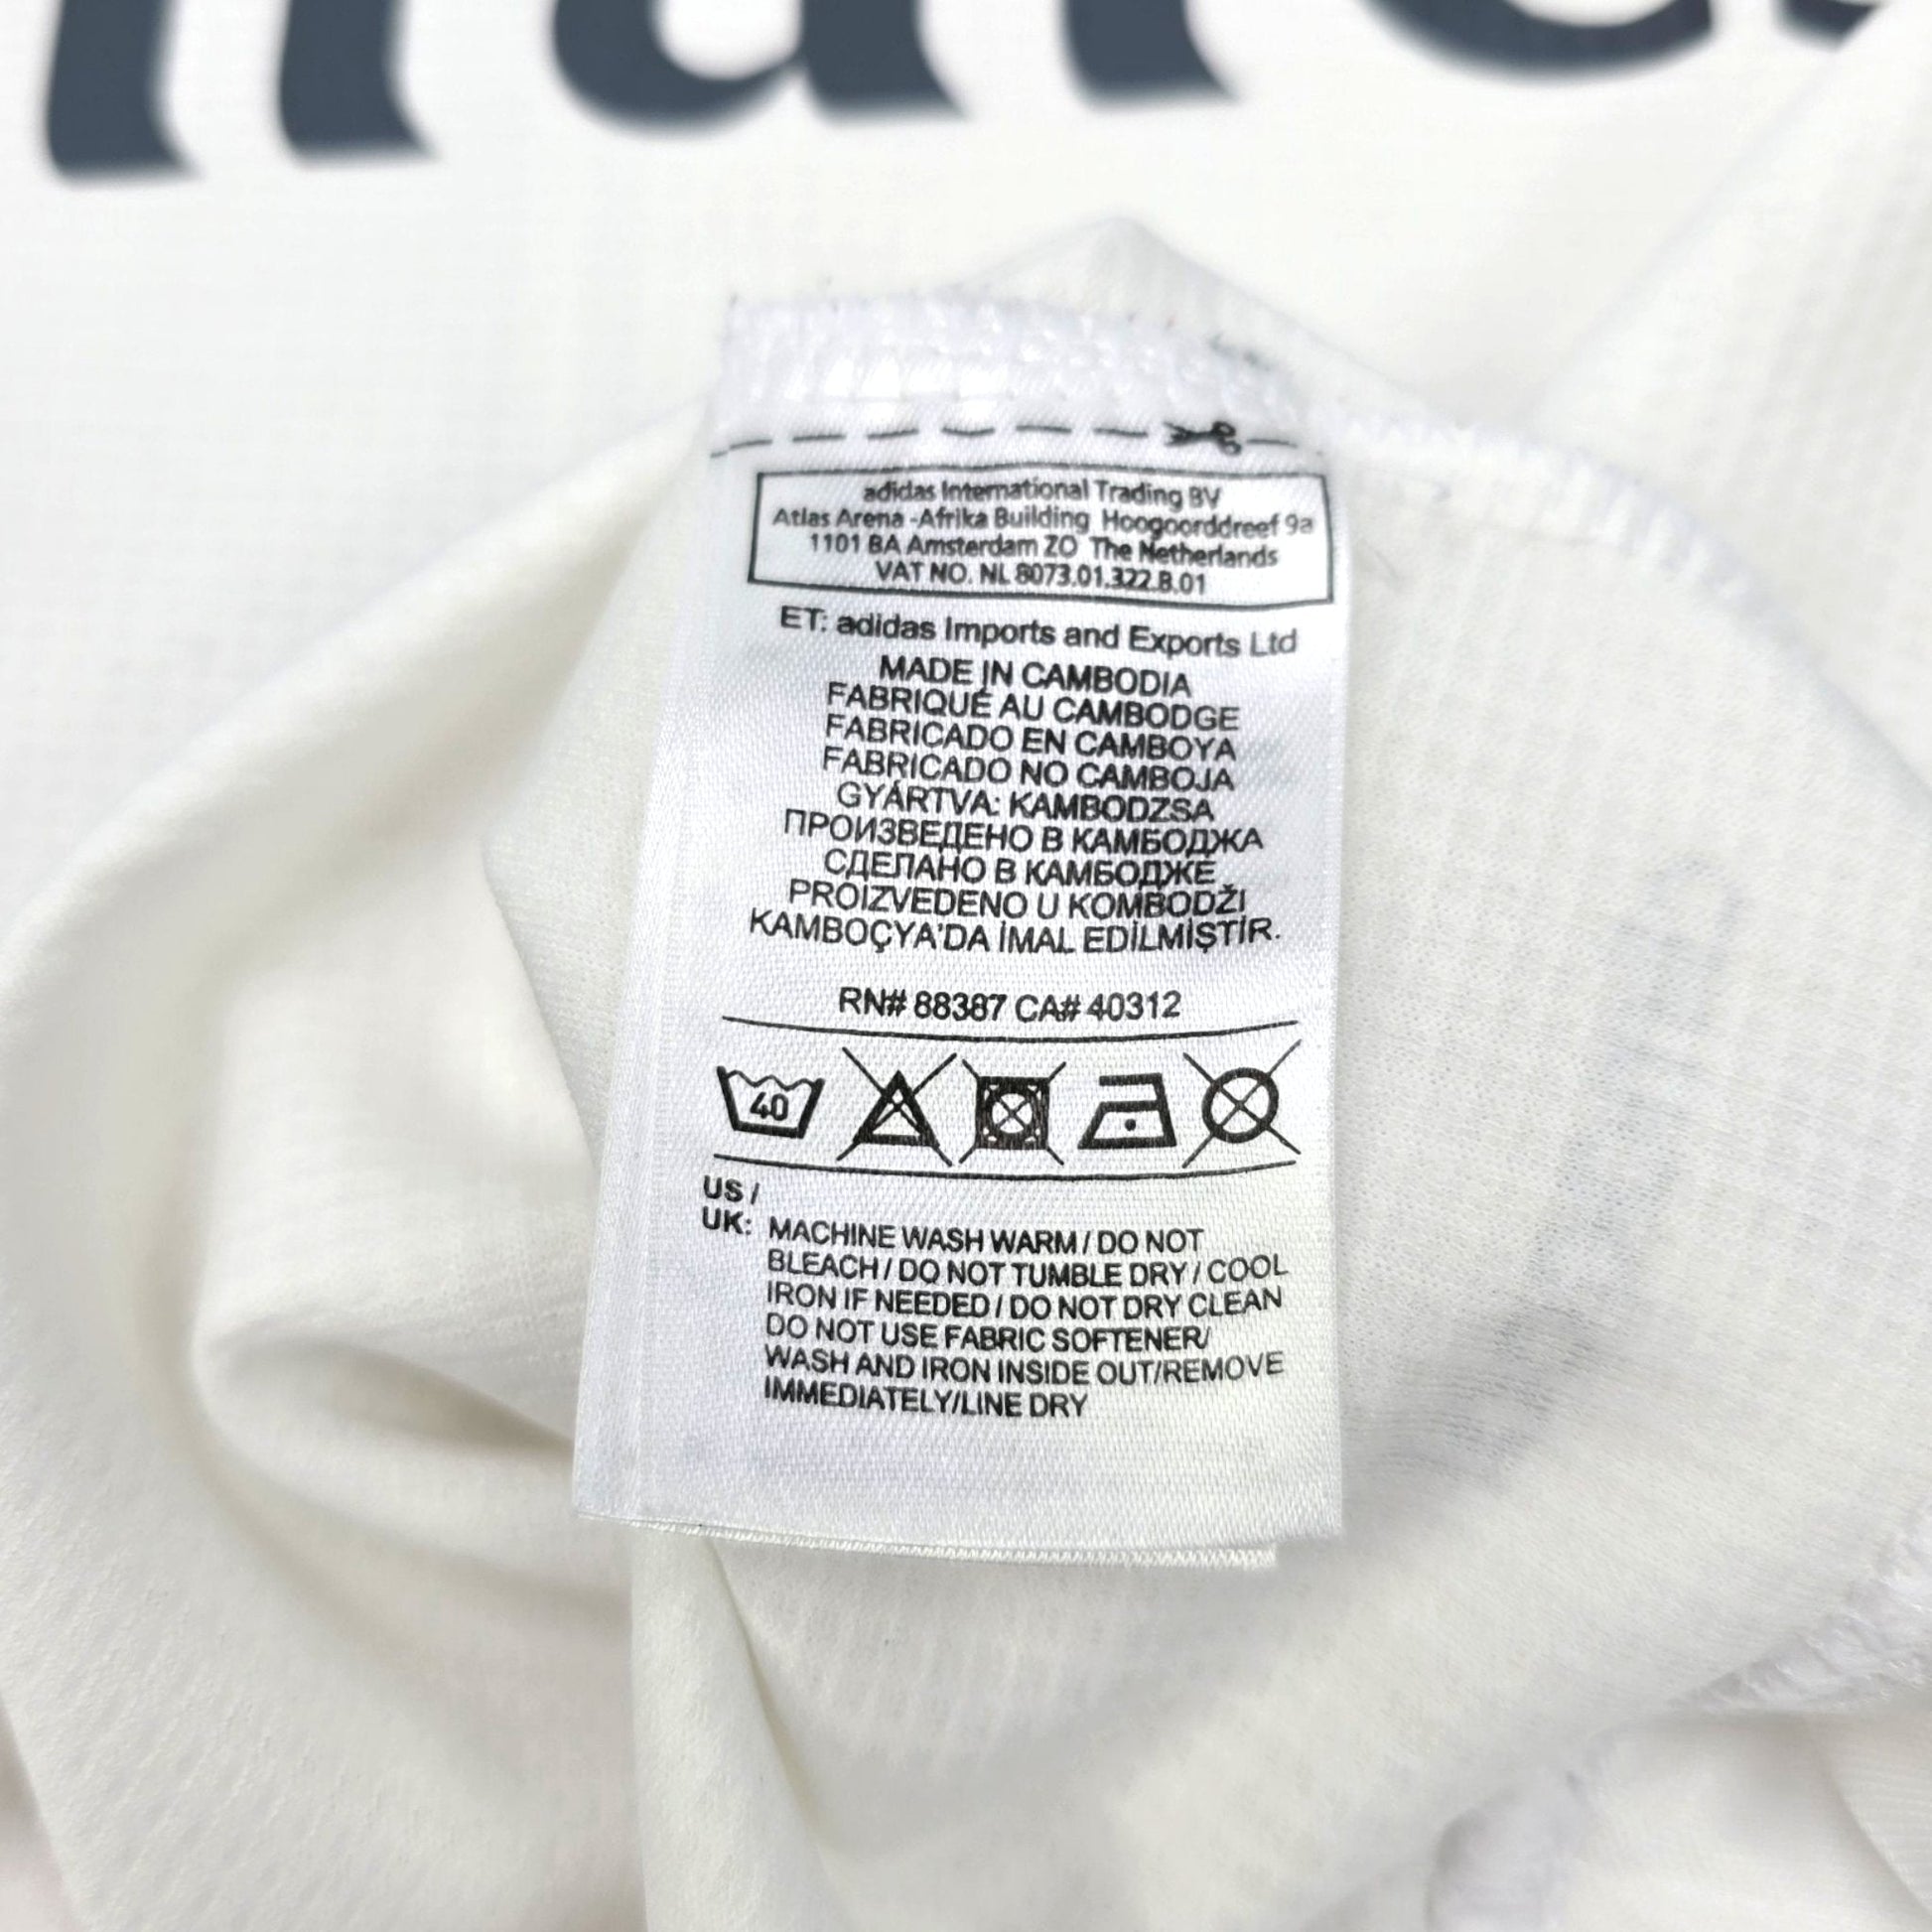 adidas International Trading BV
Atlas Arena -Afrika Building Hoogoorddreef 9a
1101 BA Amsterdam ZO The Netherlands
VAT NO. NL 8073.01.322.B.01
ET: adidas Imports and Exports Ltd
MADE IN CAMBODIA
FABRIQUÉ AU CAMBODGE
FABRICADO EN CAMBOYA
FABRICADO NO CAMBOJA
GYÁRTVA: KAMBODZSA
ПРОИЗВЕДЕНО В КАМБОДЖА
СДЕЛАНО В КАМБОДЖЕ
PROIZVEDENO U KOMBODŽI
KAMBOÇYA'DA İMAL EDİLMİŞTİR.
RN# 88387 CA# 40312
40
US /
UK: MACHINE WASH WARM / DO NOT
BLEACH / DO NOT TUMBLE DRY / COOL
IRON IF NEEDED / DO NOT DRY CLEAN
DO NOT USE FABRIC SOFTENER/
WASH AND IRON INSIDE OUT/REMOVE
IMMEDIATELY/LINE DRY